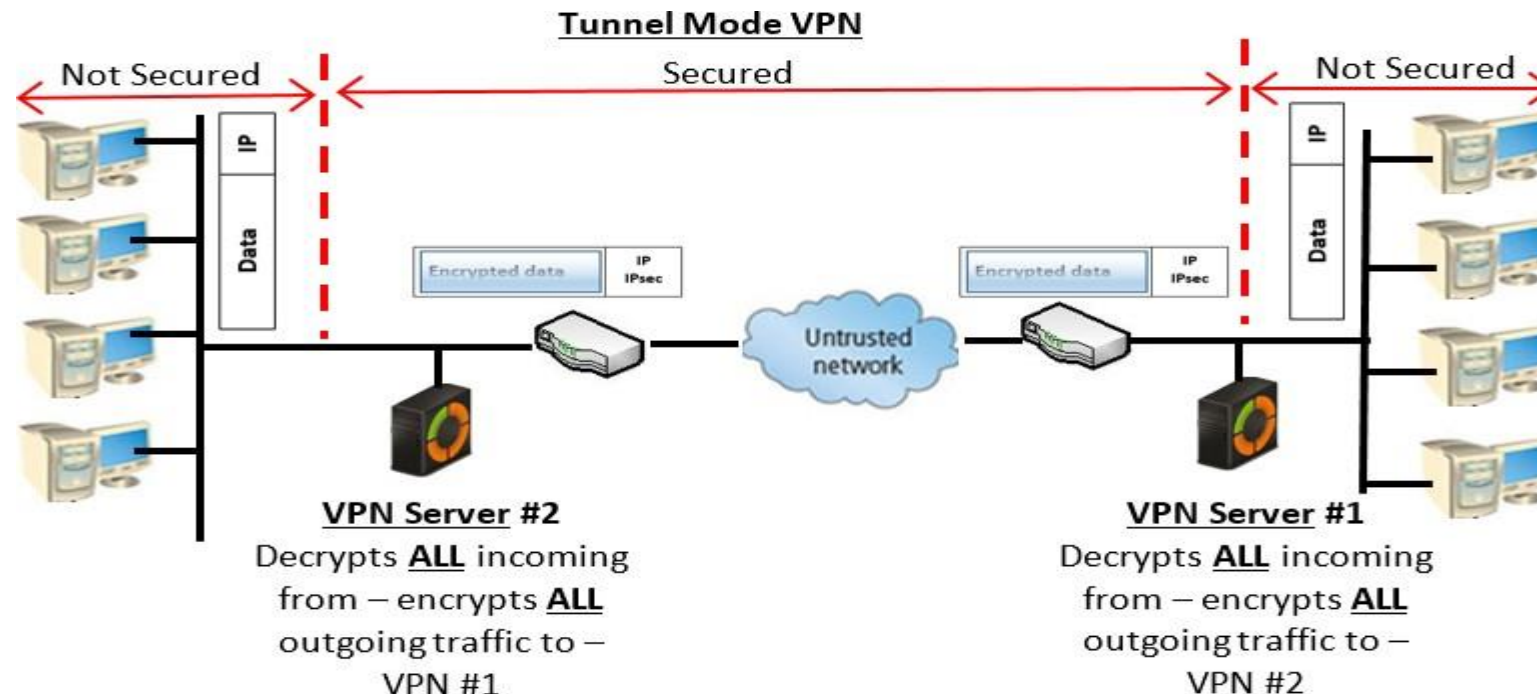 Tunnel Mode VPN
Not Secured
Secured
Not Secured
IP
Data
IP
Data
Encrypted data
IP
IPsec
Encrypted data
IP
IPsec
Untrusted
network
VPN Server #2
Decrypts ALL incoming
from – encrypts ALL
outgoing traffic to –
VPN #1
VPN Server #1
Decrypts ALL incoming
from – encrypts ALL
outgoing traffic to –
VPN #2